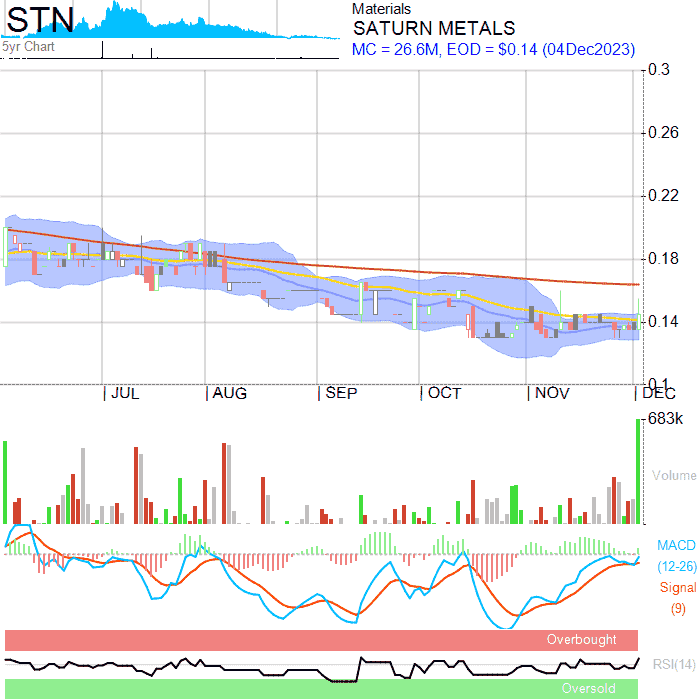 STN
5yr Chart
Materials
SATURN METALS
MC = 26.6M, EOD = $0.14 (04Dec2023)
0.3
0.26
0.22
0.18
0.14
0.1
JUL AUG SEP OCT NOV DEC
683k
Volume
MACD
(12-26)
Signal
(9)
Overbought
RSI(14)
Oversold